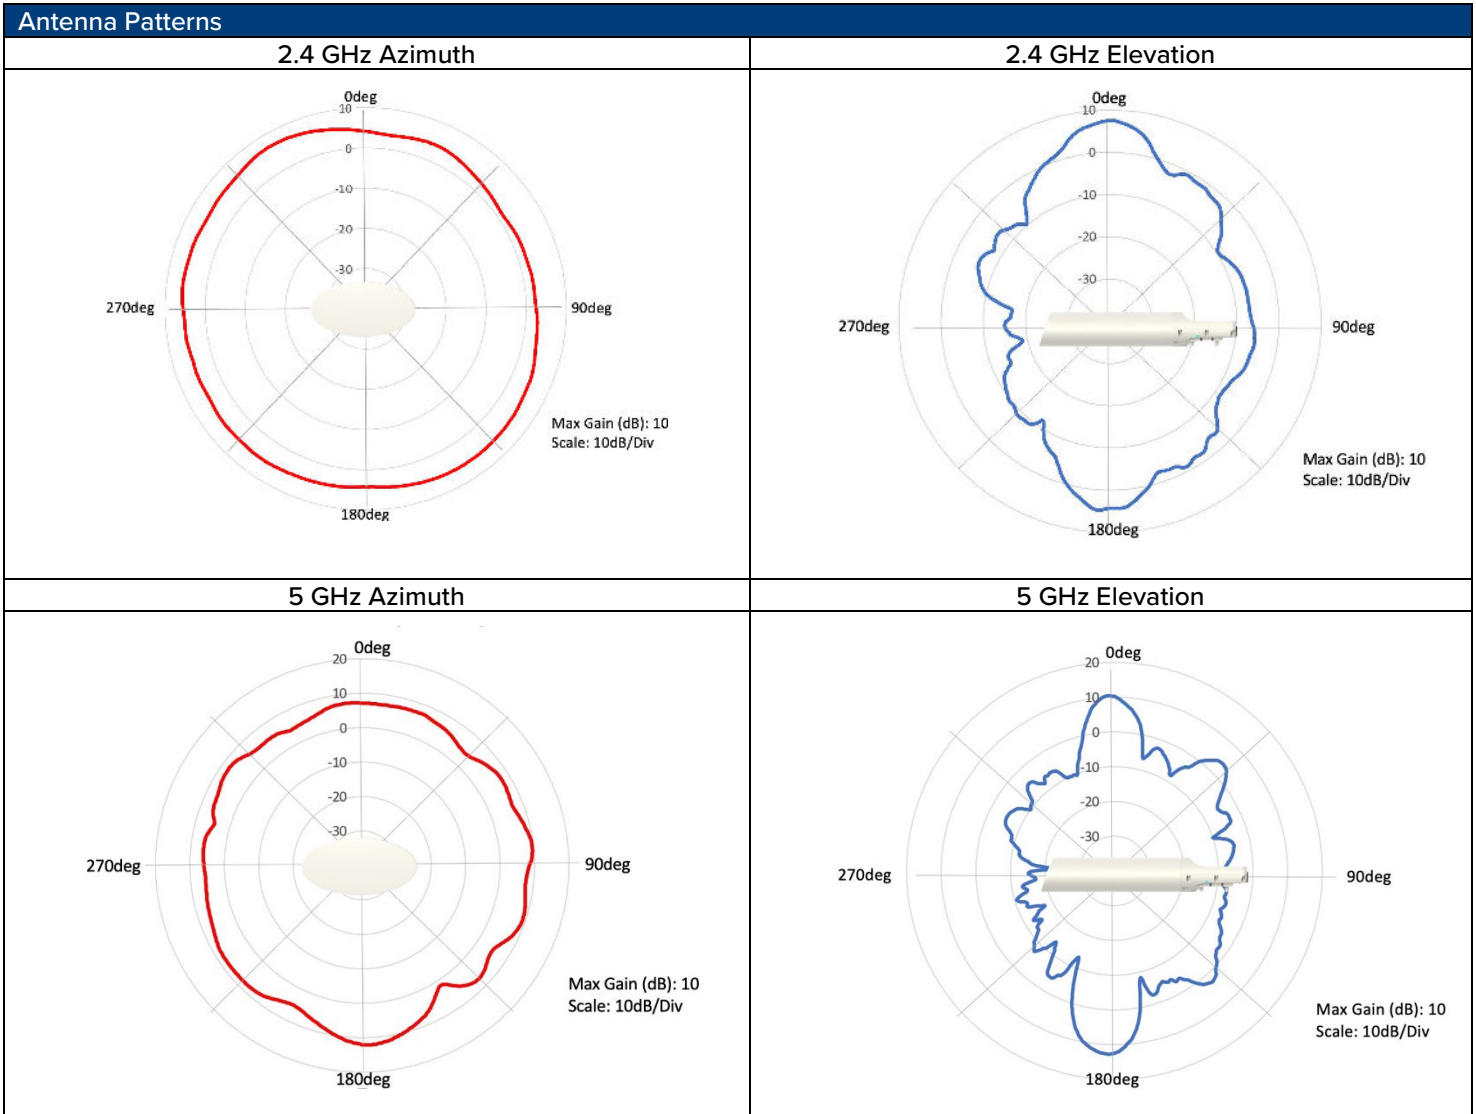 Antenna Patterns
2.4 GHz Azimuth
2.4 GHz Elevation
0deg
10
0
-10
-20
-30
270deg
90deg
Max Gain (dB): 10
Scale: 10dB/Div
180deg
0deg
10
0
-10
-20
-30
270deg
90deg
Max Gain (dB): 10
Scale: 10dB/Div
180deg
5 GHz Azimuth
5 GHz Elevation
0deg
20
10
0
-10
-20
-30
270deg
90deg
Max Gain (dB): 10
Scale: 10dB/Div
180deg
0deg
20
10
0
-10
-20
-30
270deg
90deg
Max Gain (dB): 10
Scale: 10dB/Div
180deg